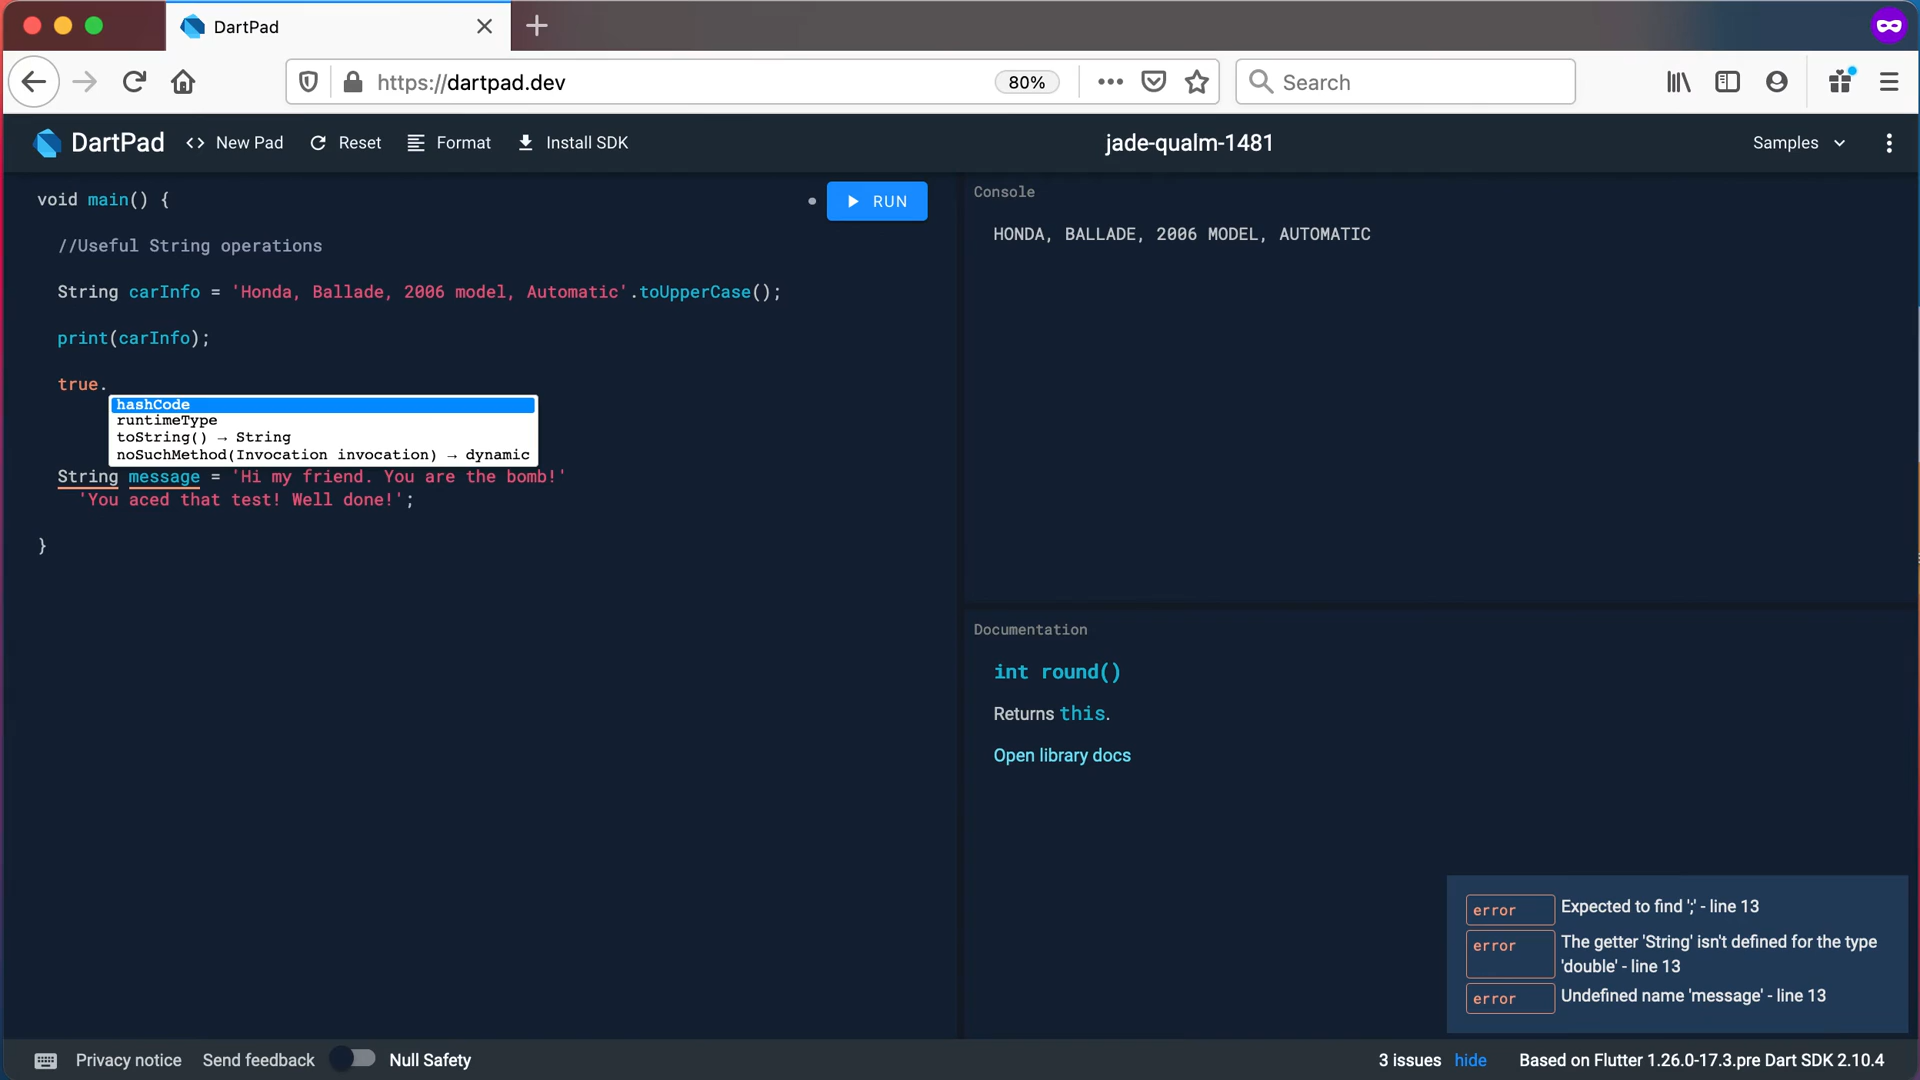 DartPad
https://dartpad.dev
80%
Search
DartPad
<> New Pad
Reset
Format
Install SDK
jade-qualm-1481
Samples
void main() {
RUN
//Useful String operations
String carInfo = 'Honda, Ballade, 2006 model, Automatic'.toUpperCase();
print(carInfo);
true.
hashCode
runtimeType
toString() → String
noSuchMethod(Invocation invocation) → dynamic
String message = 'Hi my friend. You are the bomb!'
'You aced that test! Well done!';
}
Console
HONDA, BALLADE, 2006 MODEL, AUTOMATIC
Documentation
int round()
Returns this.
Open library docs
error Expected to find ';' - line 13
error The getter 'String' isn't defined for the type
'double' - line 13
error Undefined name 'message' - line 13
Privacy notice
Send feedback
Null Safety
3 issues hide
Based on Flutter 1.26.0-17.3.pre Dart SDK 2.10.4